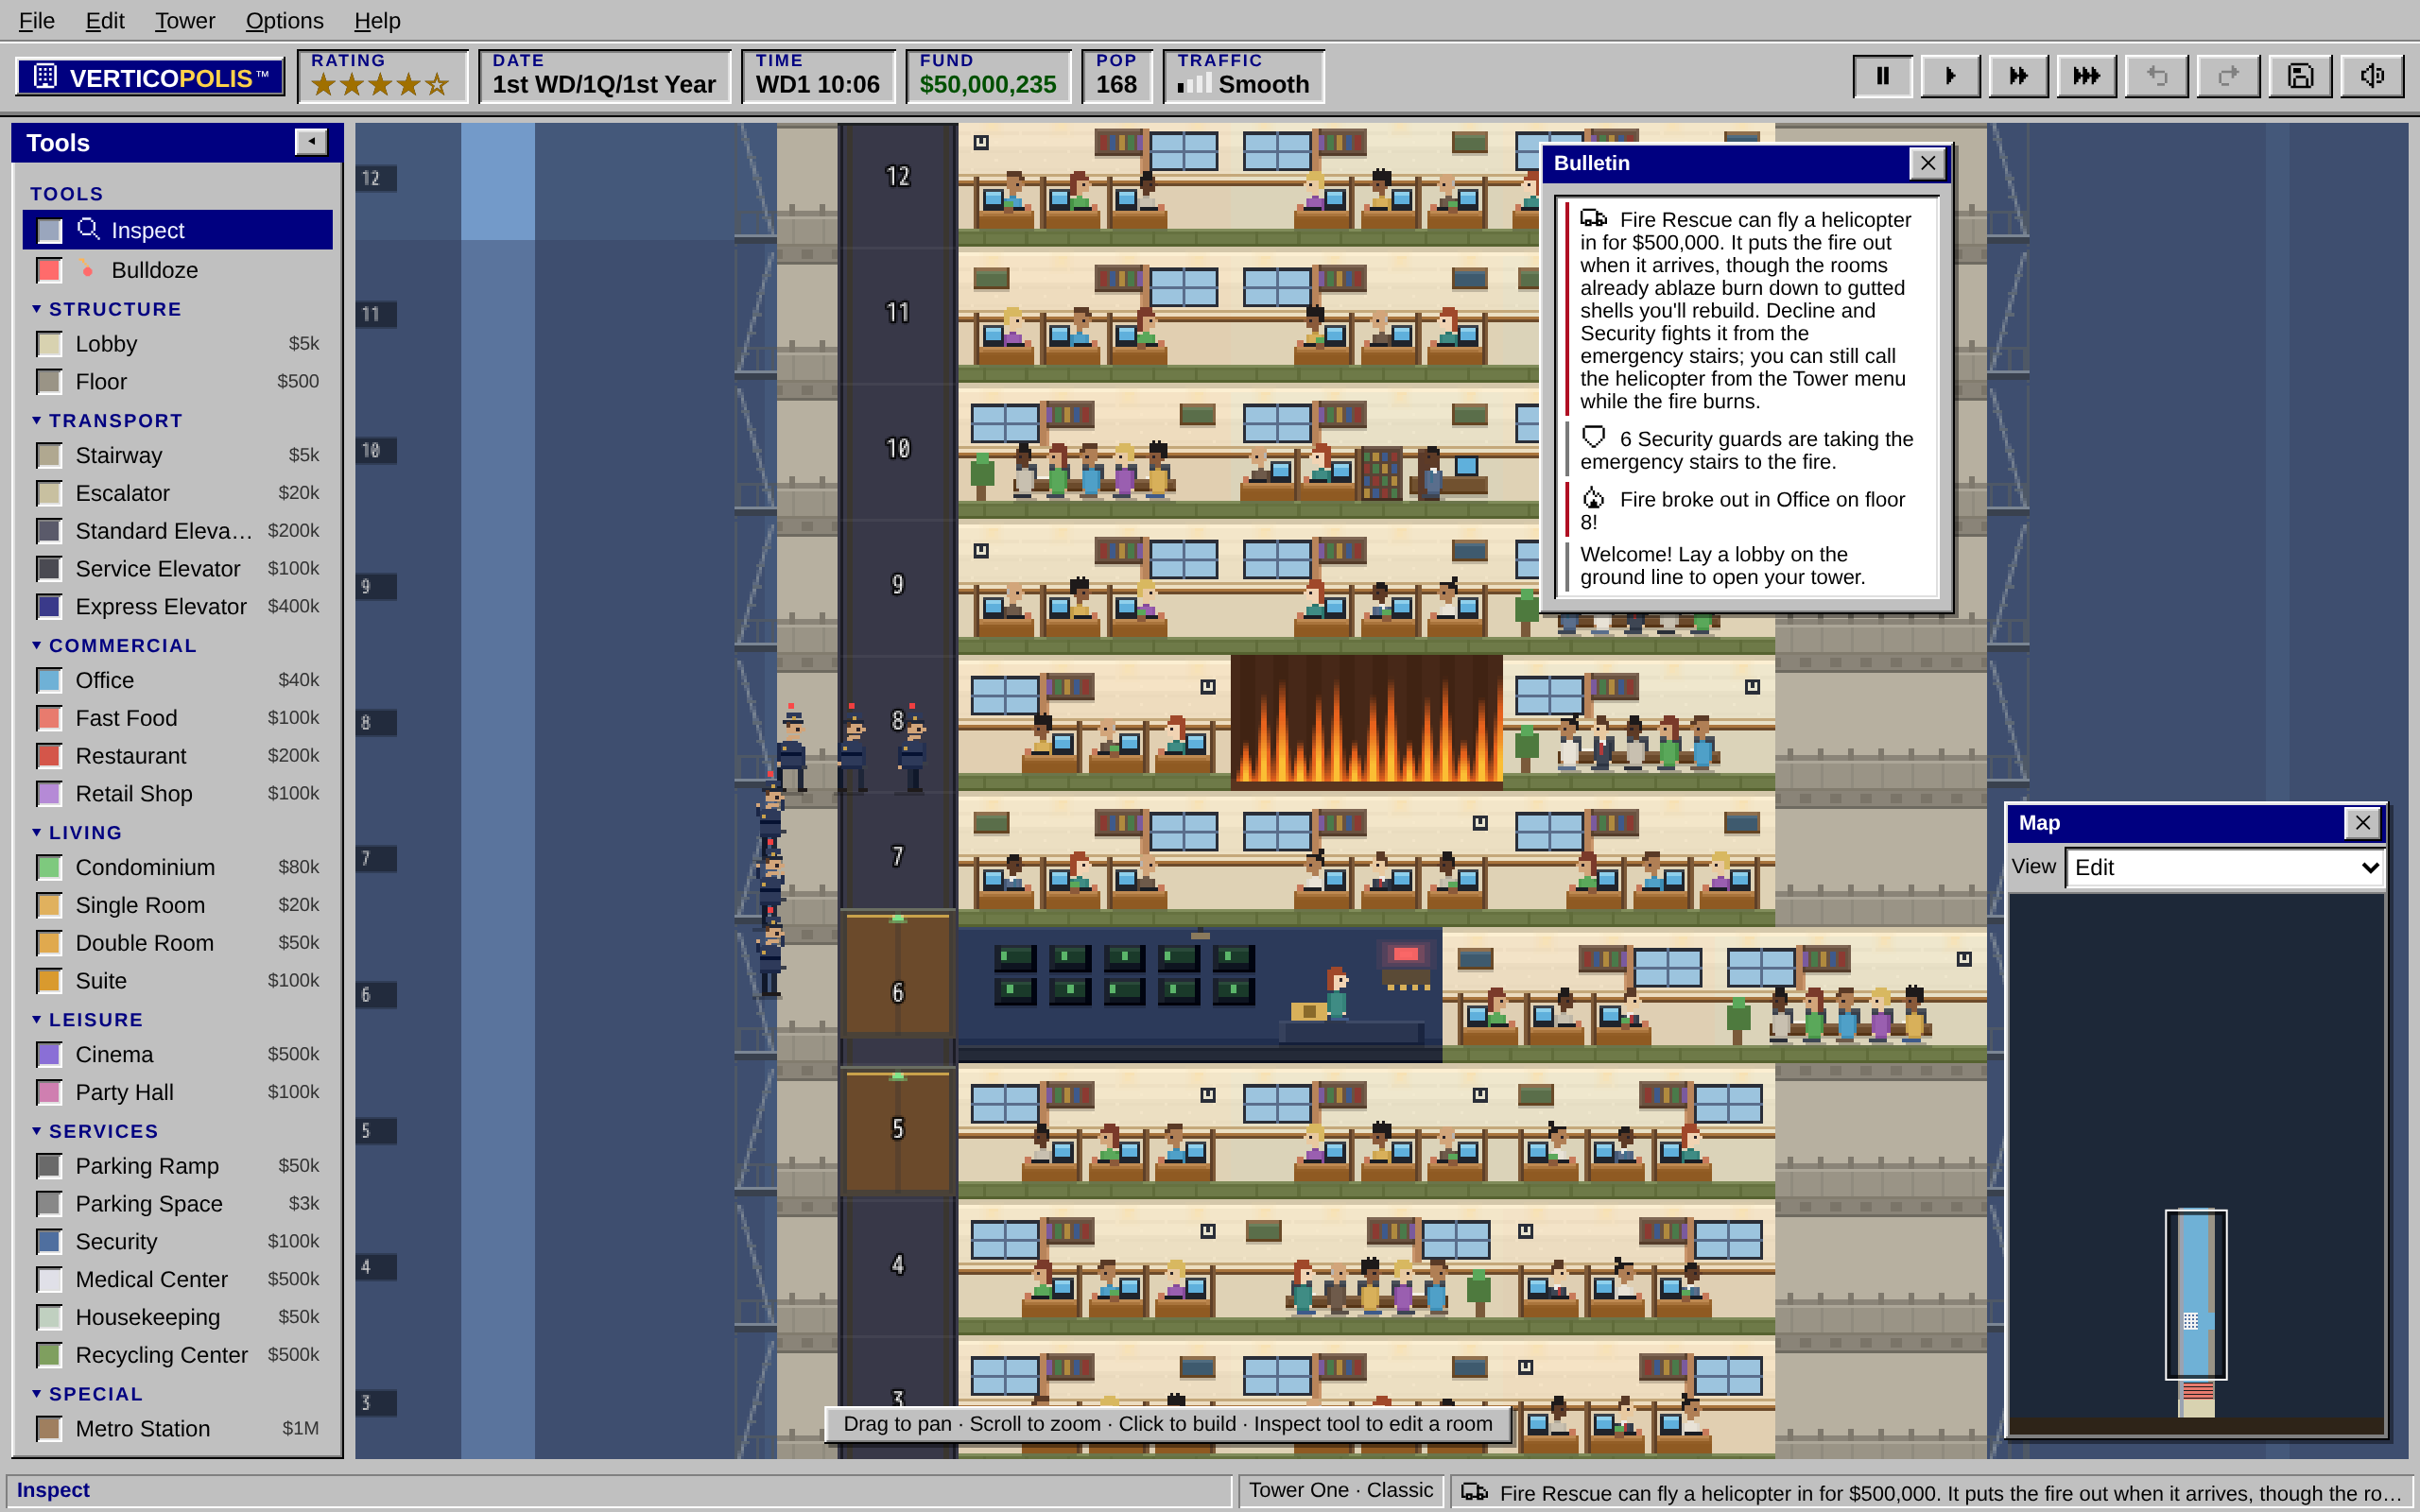 File Edit Tower Options Help
VERTICOPOLIS™
RATING
DATE
1st WD/1Q/1st Year
TIME
WD1 10:06
FUND
$50,000,235
POP
168
TRAFFIC
Smooth
Tools
TOOLS
Inspect
Bulldoze
STRUCTURE
Lobby $5k
Floor $500
TRANSPORT
Stairway $5k
Escalator $20k
Standard Eleva… $200k
Service Elevator $100k
Express Elevator $400k
COMMERCIAL
Office $40k
Fast Food $100k
Restaurant $200k
Retail Shop $100k
LIVING
Condominium $80k
Single Room $20k
Double Room $50k
Suite $100k
LEISURE
Cinema $500k
Party Hall $100k
SERVICES
Parking Ramp $50k
Parking Space $3k
Security $100k
Medical Center $500k
Housekeeping $50k
Recycling Center $500k
SPECIAL
Metro Station $1M
12 12
11 11
10 10
9 9
8 8
7 7
6 6
5 5
4 4
3 3
Bulletin
Fire Rescue can fly a helicopter
in for $500,000. It puts the fire out
when it arrives, though the rooms
already ablaze burn down to gutted
shells you'll rebuild. Decline and
Security fights it from the
emergency stairs; you can still call
the helicopter from the Tower menu
while the fire burns.
6 Security guards are taking the
emergency stairs to the fire.
Fire broke out in Office on floor
8!
Welcome! Lay a lobby on the
ground line to open your tower.
Map
View Edit
Drag to pan · Scroll to zoom · Click to build · Inspect tool to edit a room
Inspect
Tower One · Classic
Fire Rescue can fly a helicopter in for $500,000. It puts the fire out when it arrives, though the ro…